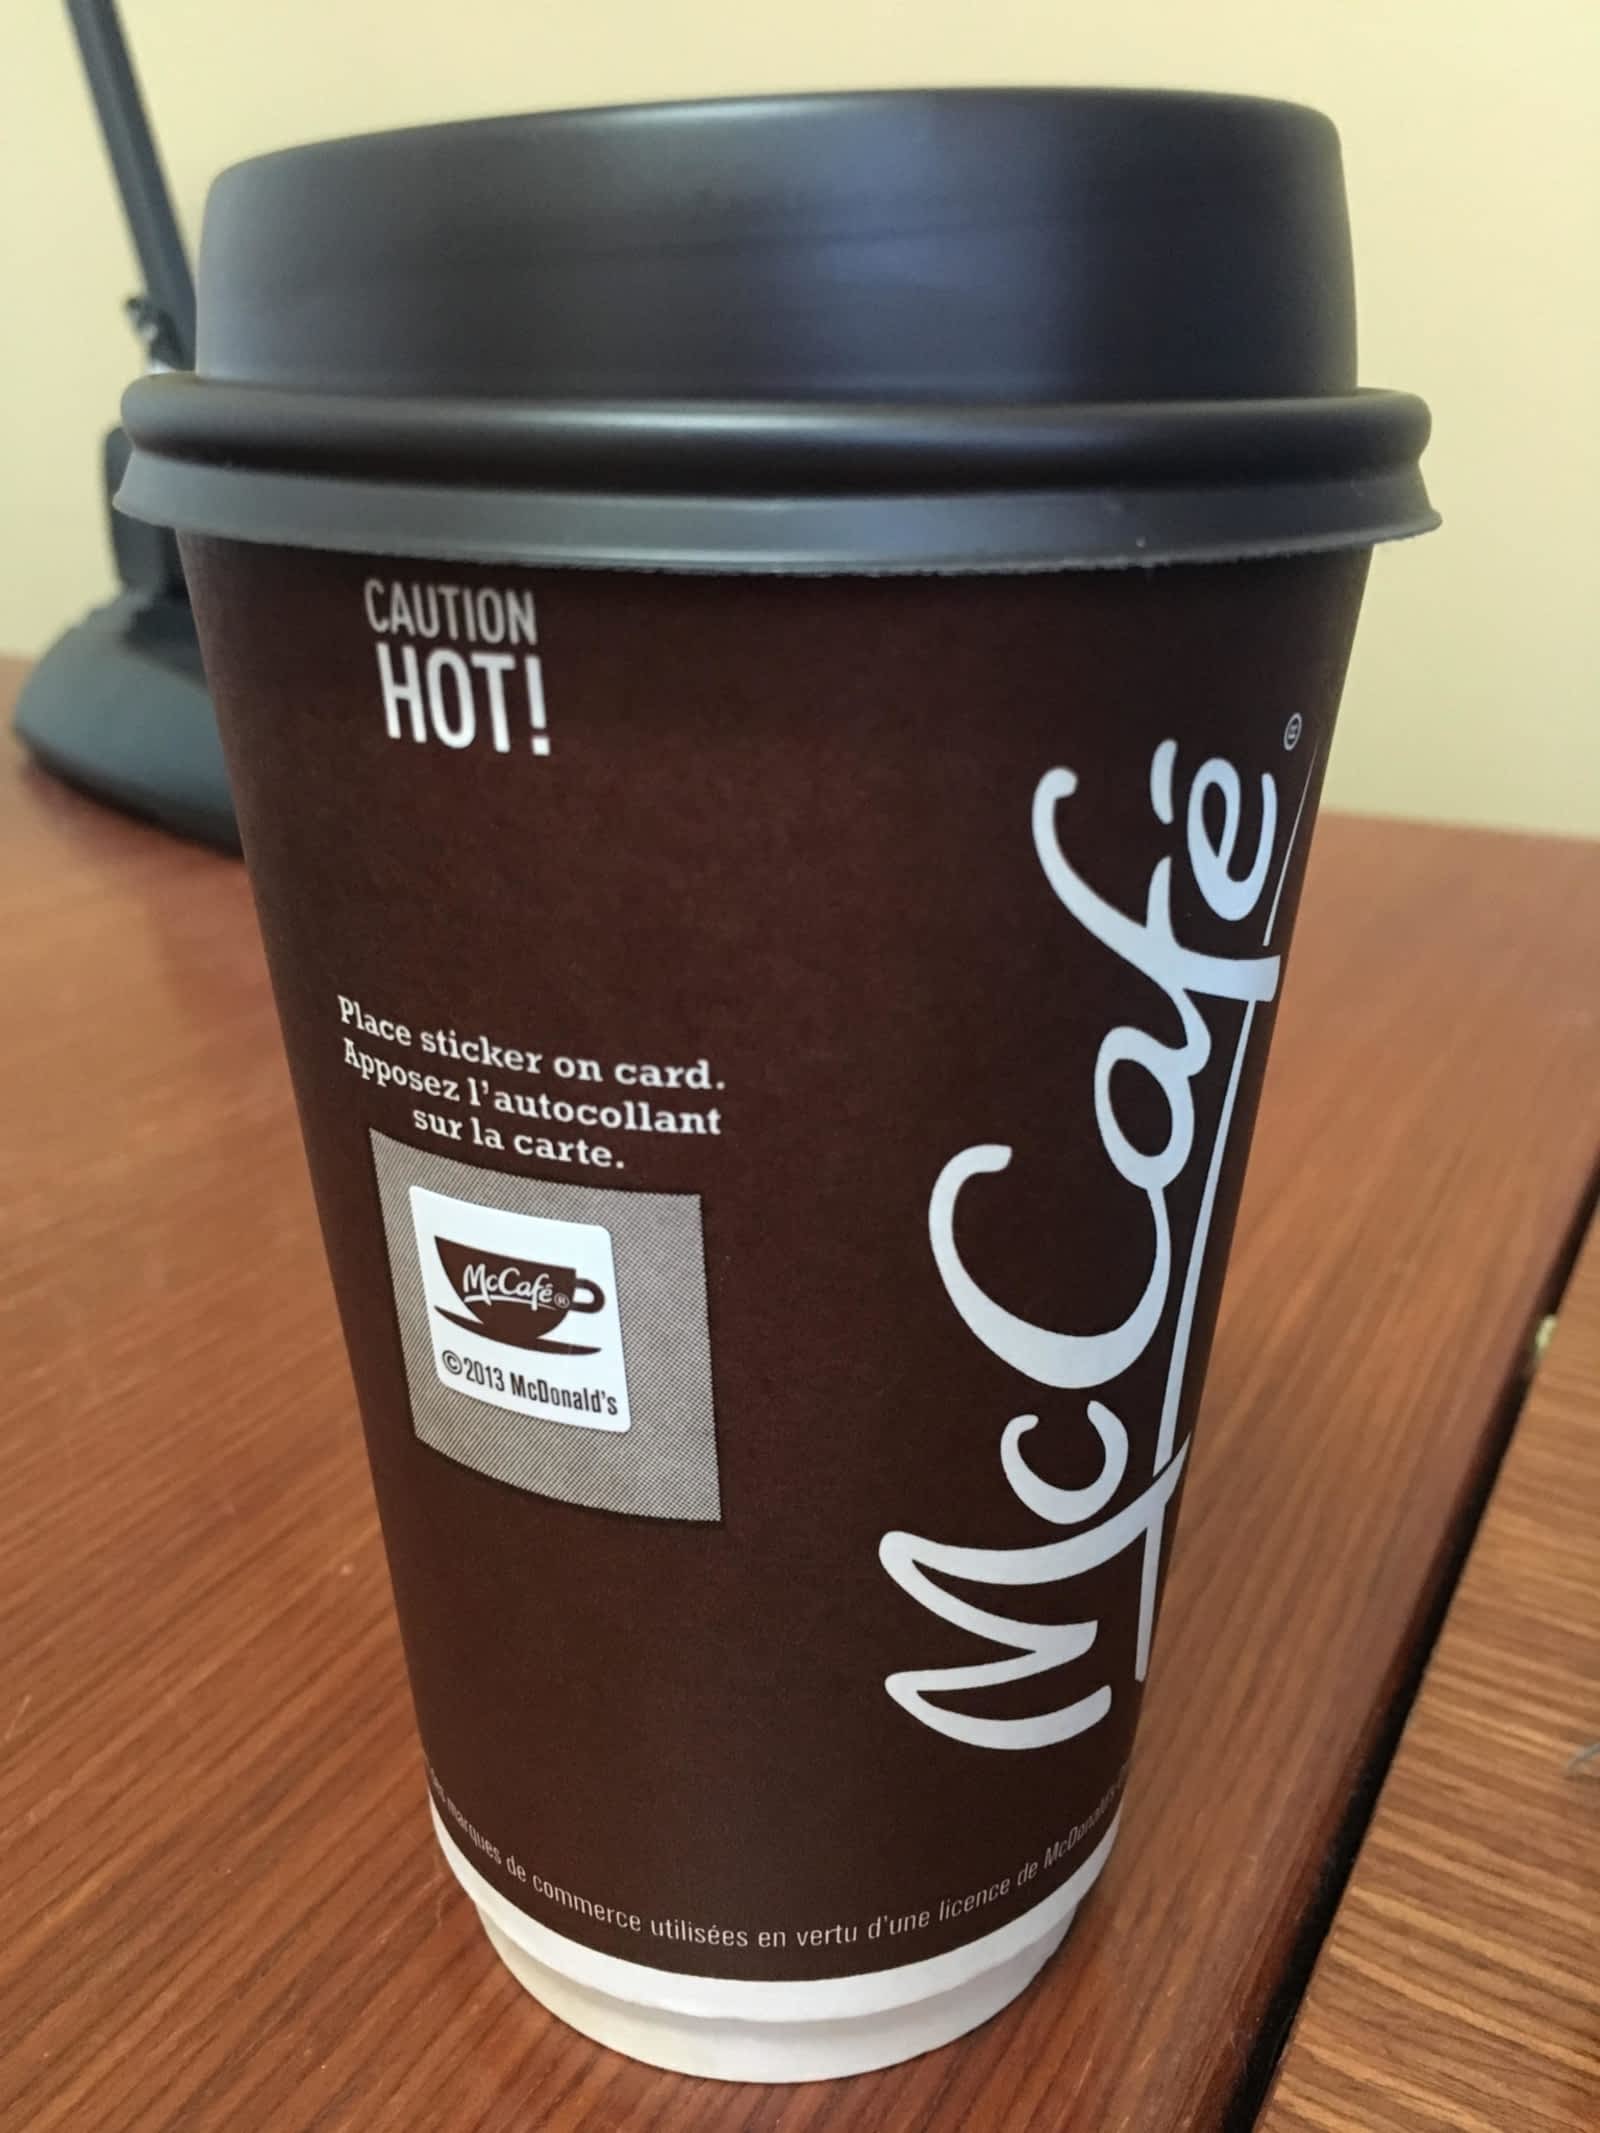 CAUTION
HOT!
McCafé®
Place sticker on card.
Apposez l'autocollant
sur la carte.
McCafé®
©2013 McDonald's
marques de commerce utilisées en vertu d'une licence de McDonald's